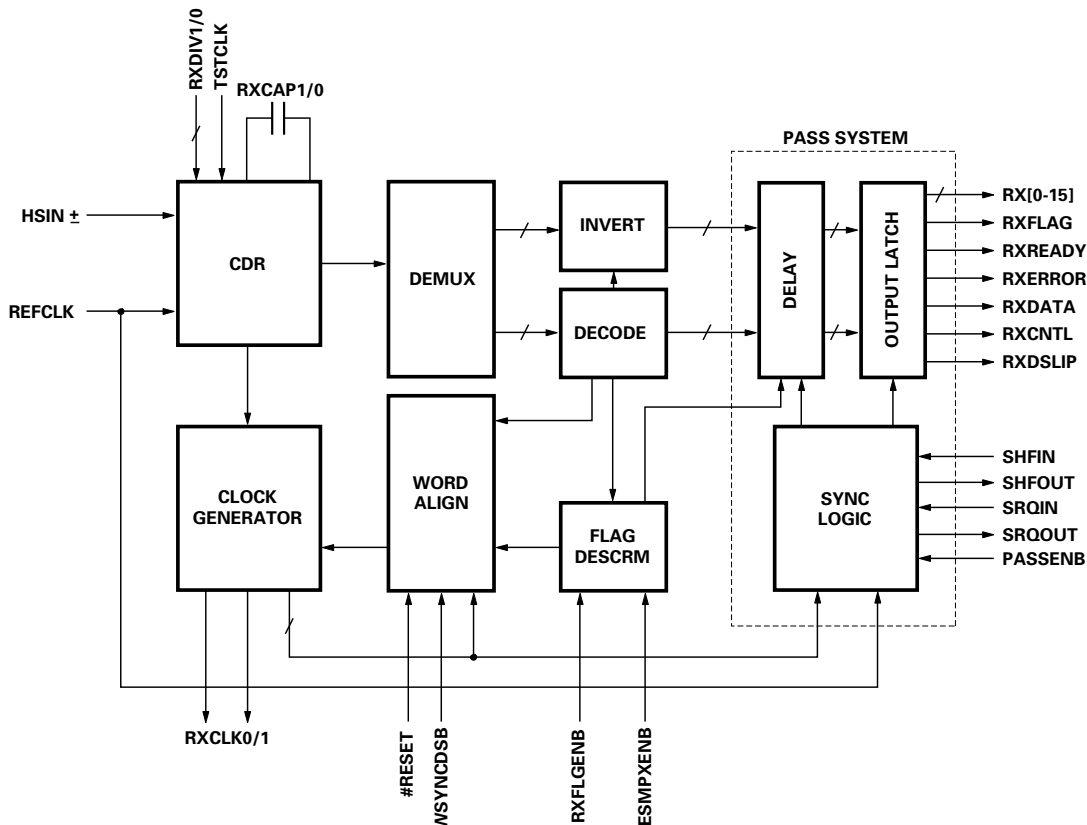 RXDIV1/0
TSTCLK
RXCAP1/0
PASS SYSTEM
HSIN ±
REFCLK
CDR
DEMUX
INVERT
DECODE
DELAY
OUTPUT LATCH
RX[0-15]
RXFLAG
RXREADY
RXERROR
RXDATA
RXCNTL
RXDSLIP
CLOCK
GENERATOR
WORD
ALIGN
FLAG
DESCRM
SYNC
LOGIC
SHFIN
SHFOUT
SRQIN
SRQOUT
PASSENB
RXCLK0/1
#RESET
WSYNCDSB
RXFLGENB
ESMPXENB